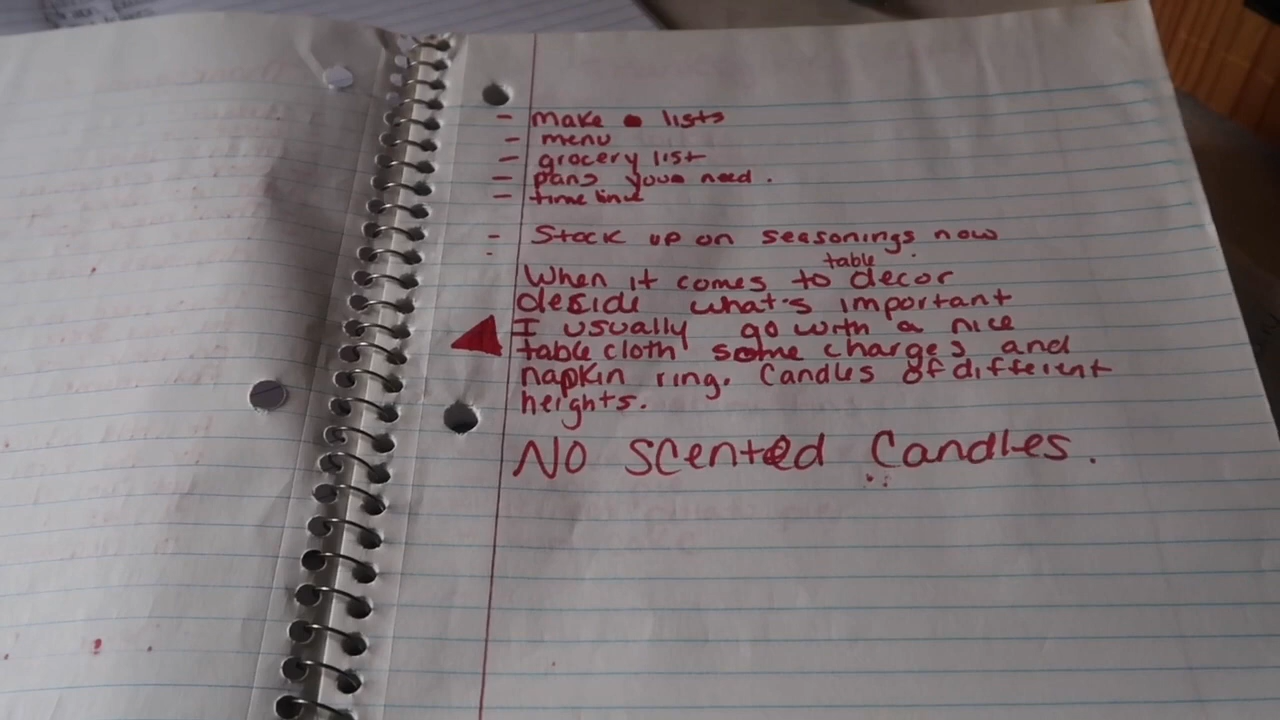 - make lists
- menu
- grocery list
- pans you need.
- time line
- Stock up on seasonings now
table
When it comes to decor
decide what's important
I usually go with a nice
table cloth some charges and
napkin ring. Candles of different
heights.
No scented Candles.